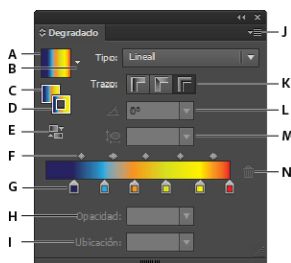 J
Degradado
A
Tipo: Lineal
B
Trazo:
K
C
D
0°
L
E
M
F
N
G
H
Opacidad:
I
Ubicación: